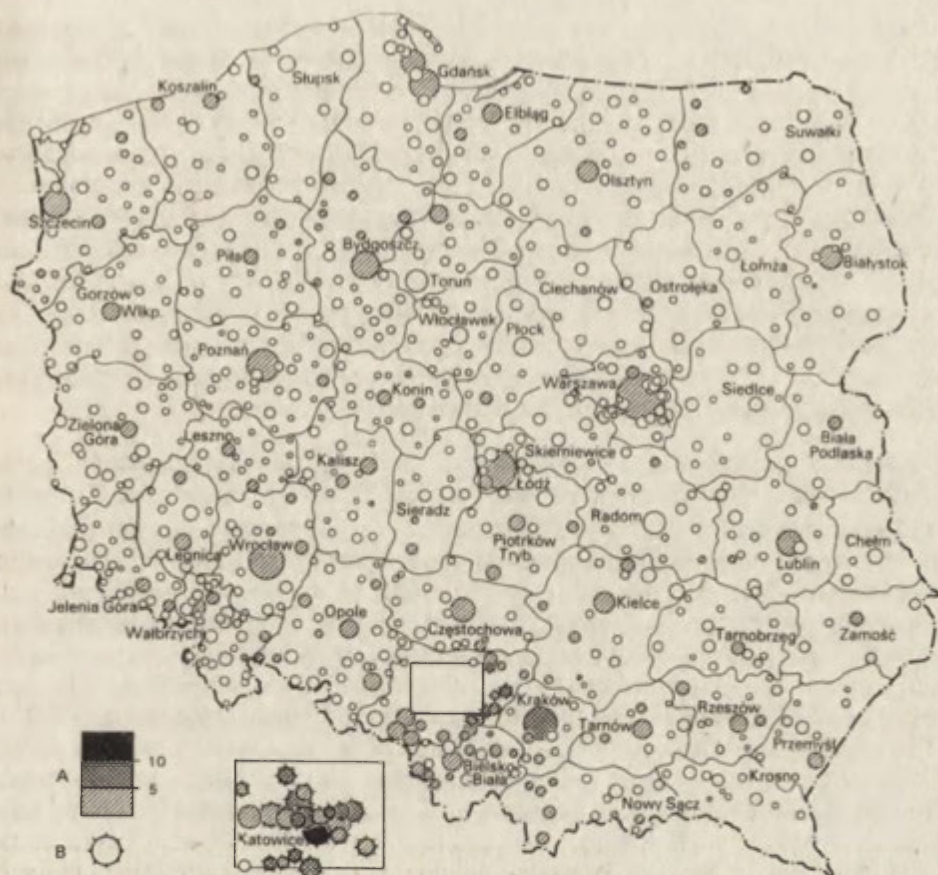 Koszalin
Słupsk
Gdańsk
Elbląg
Suwałki
Olsztyn
Szczecin
Piła
Bydgoszcz
Toruń
Łomża
Białystok
Ciechanów
Ostrołęka
Gorzów
Wlkp.
Włocławek
Płock
Poznań
Konin
Warszawa
Siedlce
Zielona
Góra
Leszno
Kalisz
Skierniewice
Łódź
Biała
Podlaska
Sieradz
Piotrków
Tryb.
Radom
Legnica
Wrocław
Lublin
Chełm
Jelenia Góra
Wałbrzych
Opole
Częstochowa
Kielce
Tarnobrzeg
Zamość
Kraków
Tarnów
Rzeszów
Przemyśl
Bielsko-
Biała
Krosno
Nowy Sącz
A
10
5
B
Katowice